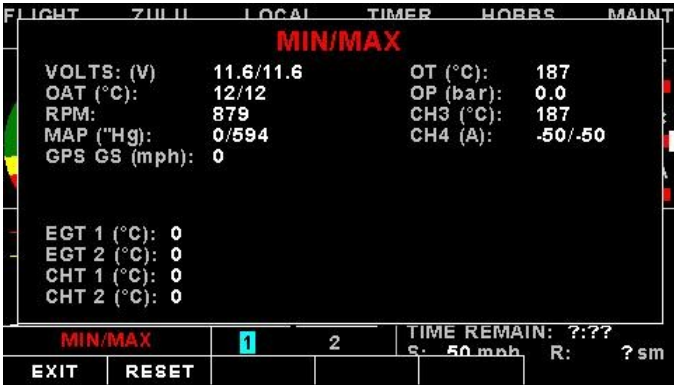 FLIGHT ZULU LOCAL TIMER HOBBS MAINT
MIN/MAX
VOLTS: (V) 11.6/11.6 OT (°C): 187
OAT (°C): 12/12 OP (bar): 0.0
RPM: 879 CH3 (°C): 187
MAP ("Hg): 0/594 CH4 (A): -50/-50
GPS GS (mph): 0
EGT 1 (°C): 0
EGT 2 (°C): 0
CHT 1 (°C): 0
CHT 2 (°C): 0
MIN/MAX 1 2 TIME REMAIN: ?:??
S: 50 mph R: ? sm
EXIT RESET